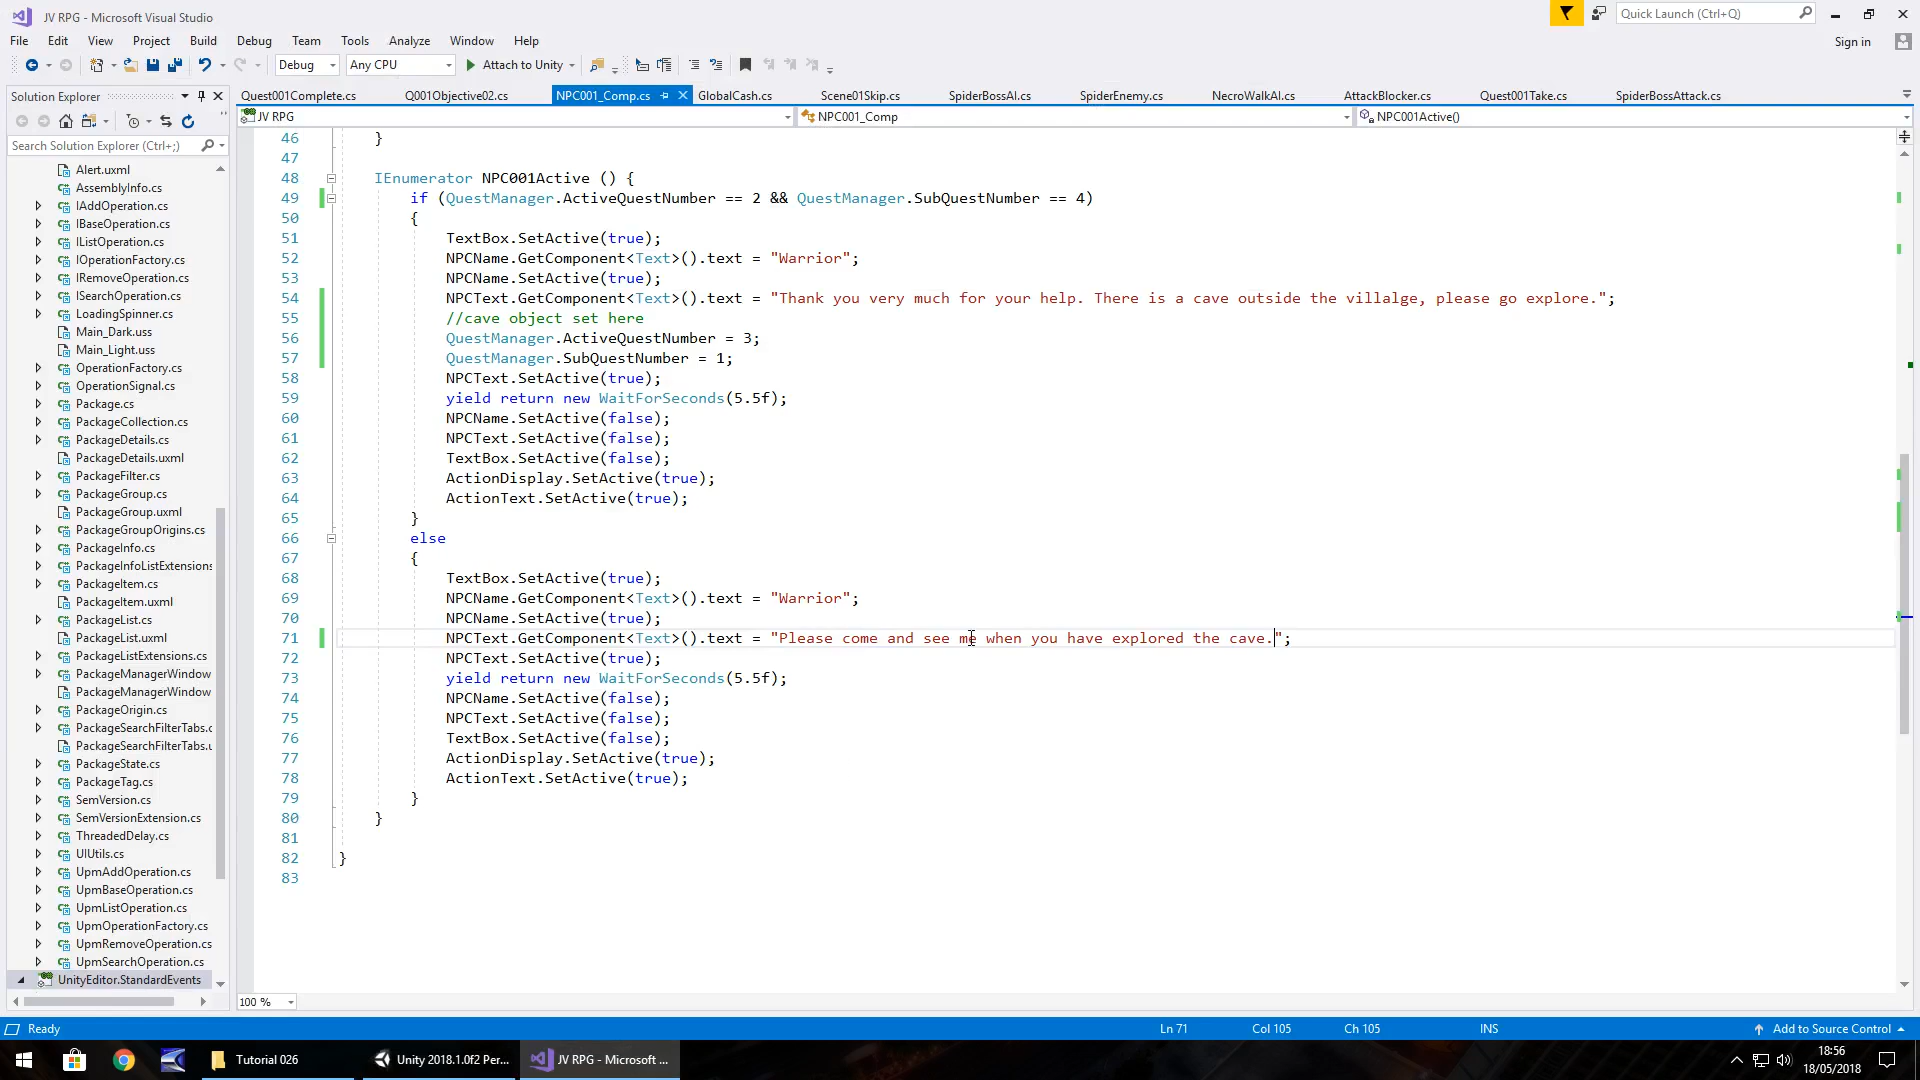 JV RPG - Microsoft Visual Studio
Quick Launch (Ctrl+Q)
File Edit View Project Build Debug Team Tools Analyze Window Help
Sign in
Debug Any CPU Attach to Unity
Solution Explorer
Quest001Complete.cs Q001Objective02.cs NPC001_Comp.cs GlobalCash.cs Scene01Skip.cs SpiderBossAI.cs SpiderEnemy.cs NecroWalkAI.cs AttackBlocker.cs Quest001Take.cs SpiderBossAttack.cs
JV RPG NPC001_Comp NPC001Active()
Search Solution Explorer (Ctrl+;)
Alert.uxml
AssemblyInfo.cs
IAddOperation.cs
IBaseOperation.cs
IListOperation.cs
IOperationFactory.cs
IRemoveOperation.cs
ISearchOperation.cs
LoadingSpinner.cs
Main_Dark.uss
Main_Light.uss
OperationFactory.cs
OperationSignal.cs
Package.cs
PackageCollection.cs
PackageDetails.cs
PackageDetails.uxml
PackageFilter.cs
PackageGroup.cs
PackageGroup.uxml
PackageGroupOrigins.cs
PackageInfo.cs
PackageInfoListExtensions
PackageItem.cs
PackageItem.uxml
PackageList.cs
PackageList.uxml
PackageListExtensions.cs
PackageManagerWindow
PackageManagerWindow
PackageOrigin.cs
PackageSearchFilterTabs.c
PackageSearchFilterTabs.u
PackageState.cs
PackageTag.cs
SemVersion.cs
SemVersionExtension.cs
ThreadedDelay.cs
UIUtils.cs
UpmAddOperation.cs
UpmBaseOperation.cs
UpmListOperation.cs
UpmOperationFactory.cs
UpmRemoveOperation.cs
UpmSearchOperation.cs
UnityEditor.StandardEvents
46 }
47
48 IEnumerator NPC001Active () {
49 if (QuestManager.ActiveQuestNumber == 2 && QuestManager.SubQuestNumber == 4)
50 {
51 TextBox.SetActive(true);
52 NPCName.GetComponent<Text>().text = "Warrior";
53 NPCName.SetActive(true);
54 NPCText.GetComponent<Text>().text = "Thank you very much for your help. There is a cave outside the villalge, please go explore.";
55 //cave object set here
56 QuestManager.ActiveQuestNumber = 3;
57 QuestManager.SubQuestNumber = 1;
58 NPCText.SetActive(true);
59 yield return new WaitForSeconds(5.5f);
60 NPCName.SetActive(false);
61 NPCText.SetActive(false);
62 TextBox.SetActive(false);
63 ActionDisplay.SetActive(true);
64 ActionText.SetActive(true);
65 }
66 else
67 {
68 TextBox.SetActive(true);
69 NPCName.GetComponent<Text>().text = "Warrior";
70 NPCName.SetActive(true);
71 NPCText.GetComponent<Text>().text = "Please come and see me when you have explored the cave.";
72 NPCText.SetActive(true);
73 yield return new WaitForSeconds(5.5f);
74 NPCName.SetActive(false);
75 NPCText.SetActive(false);
76 TextBox.SetActive(false);
77 ActionDisplay.SetActive(true);
78 ActionText.SetActive(true);
79 }
80 }
81
82 }
83
100 %
Ready Ln 71 Col 105 Ch 105 INS Add to Source Control
Tutorial 026 Unity 2018.1.0f2 Per... JV RPG - Microsoft ...
18:56
18/05/2018